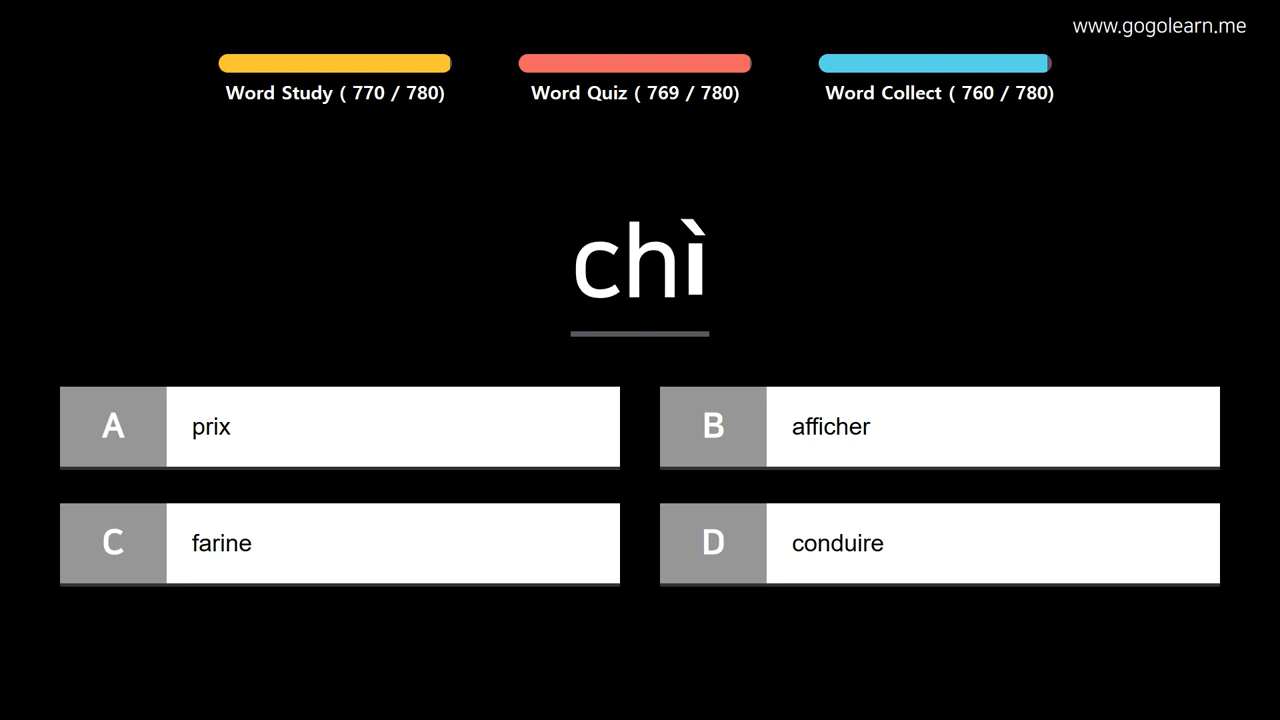 www.gogolearn.me
Word Study ( 770 / 780)
Word Quiz ( 769 / 780)
Word Collect ( 760 / 780)
chì
A prix
B afficher
C farine
D conduire